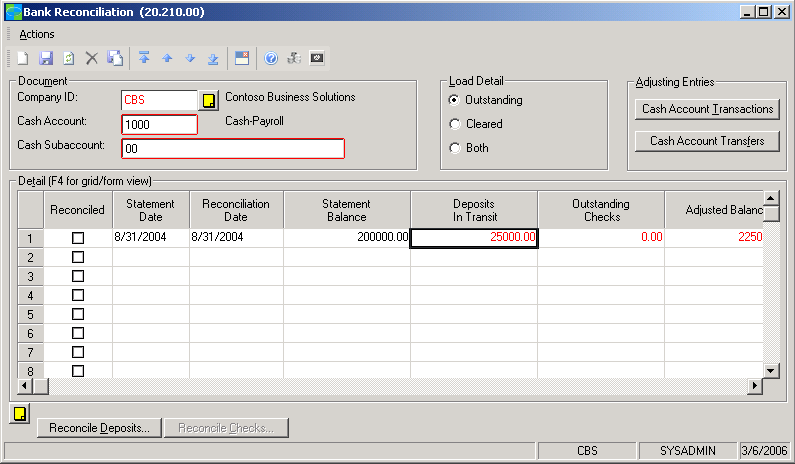 Bank Reconciliation (20.210.00)
Actions
Document
Company ID: CBS Contoso Business Solutions
Cash Account: 1000 Cash-Payroll
Cash Subaccount: 00
Load Detail
Outstanding
Cleared
Both
Adjusting Entries
Cash Account Transactions
Cash Account Transfers
Detail (F4 for grid/form view)
Reconciled Statement Date Reconciliation Date Statement Balance Deposits In Transit Outstanding Checks Adjusted Balanc
1 8/31/2004 8/31/2004 200000.00 25000.00 0.00 2250
2
3
4
5
6
7
8
Reconcile Deposits... Reconcile Checks...
CBS SYSADMIN 3/6/2006